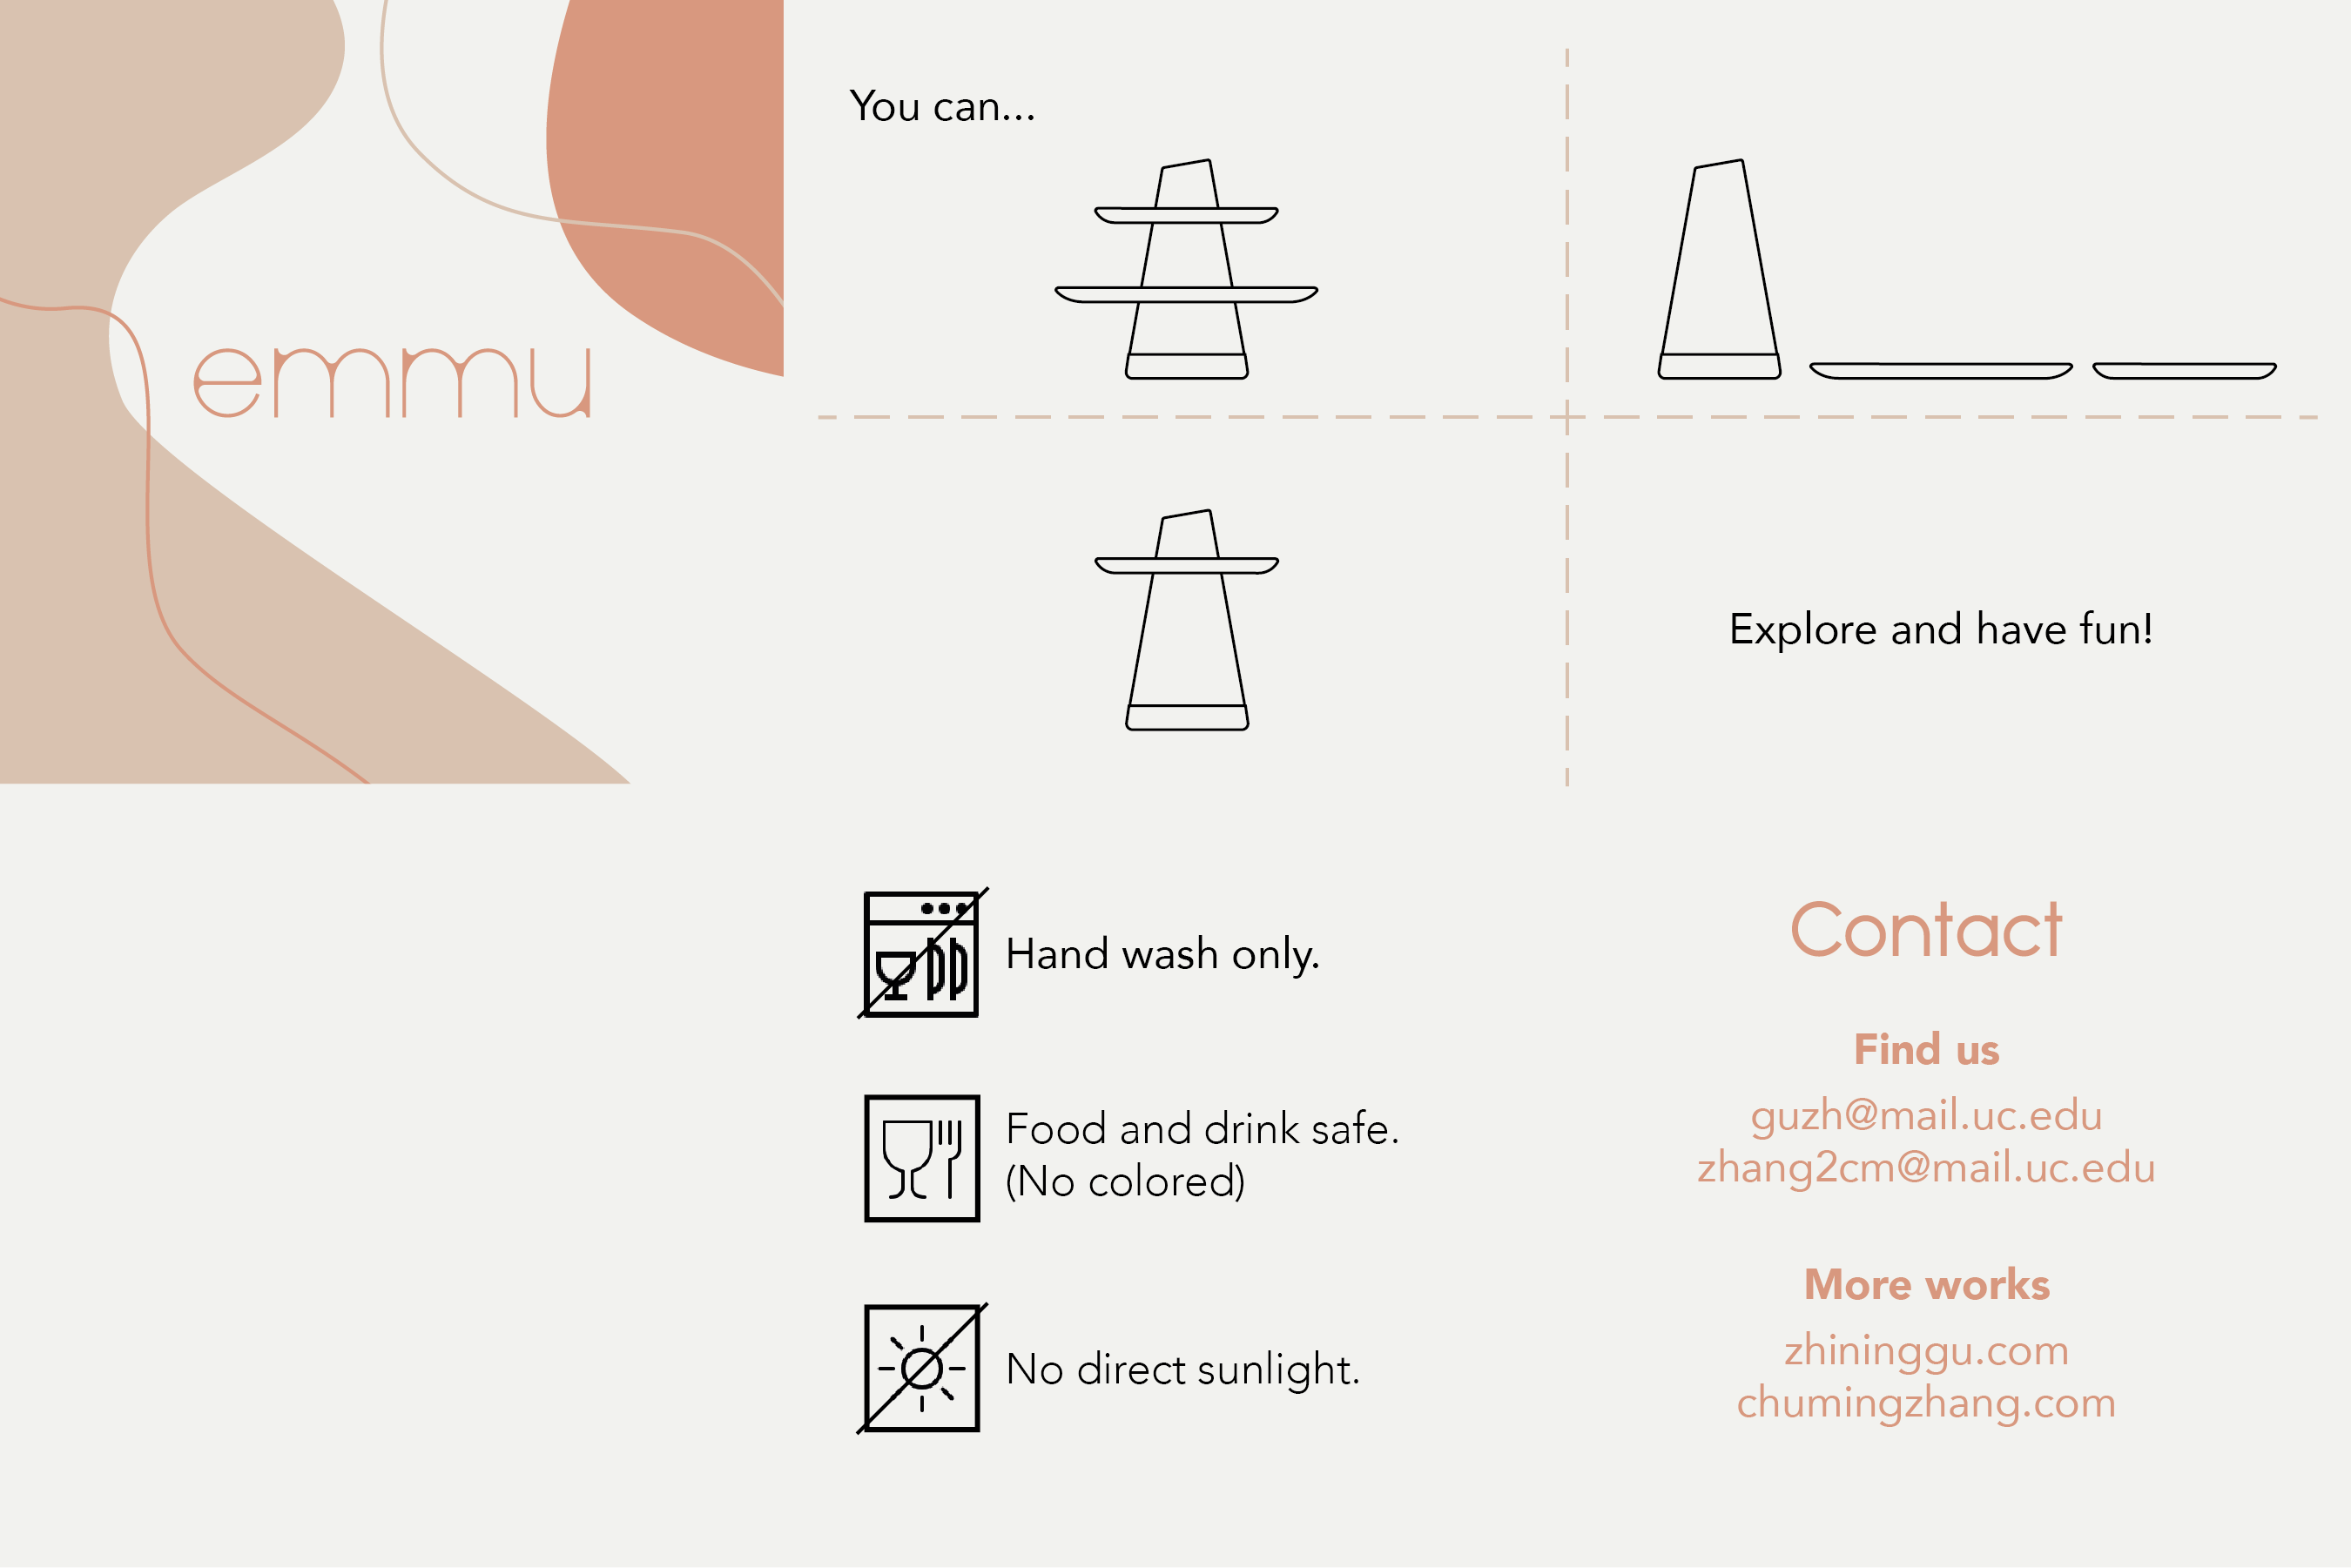 emmu
You can...
Explore and have fun!
Hand wash only.
Food and drink safe.
(No colored)
No direct sunlight.
Contact
Find us
guzh@mail.uc.edu
zhang2cm@mail.uc.edu
More works
zhininggu.com
chumingzhang.com